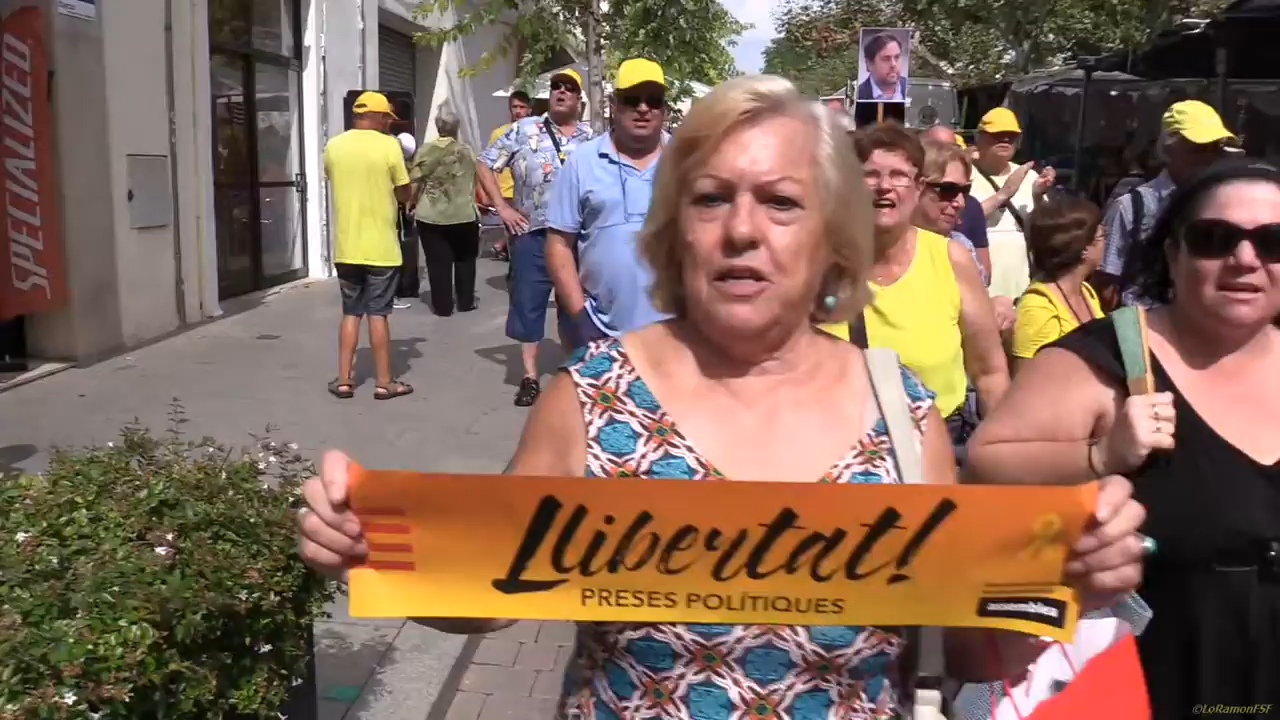 SPECIALIZED
Llibertat!
PRESES POLÍTIQUES
assemblea
©LoRamonFSF